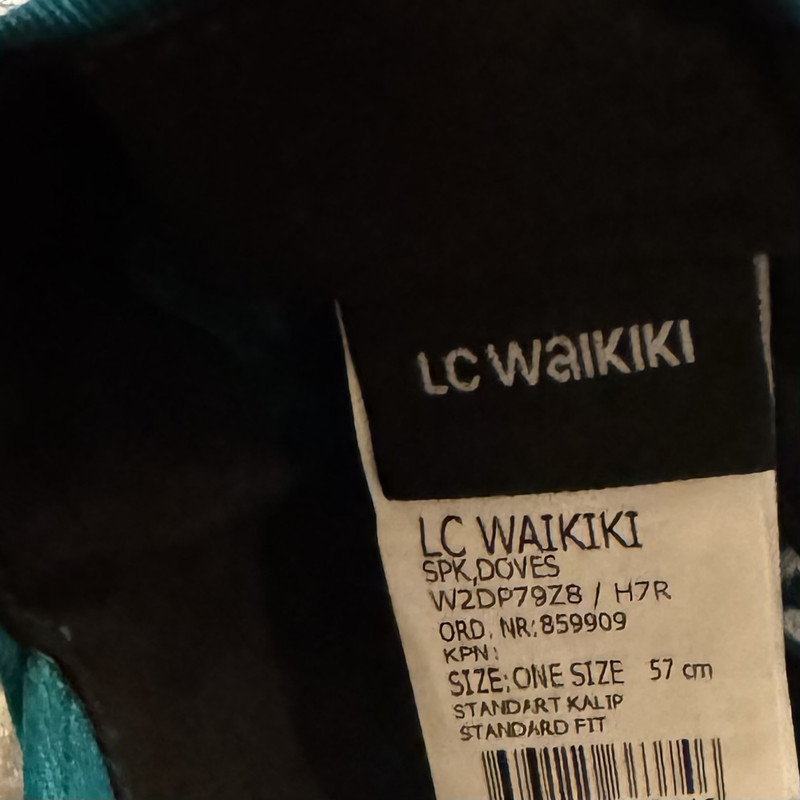 LC WAIKIKI
LC WAIKIKI
SPK,DOVES
W2DP79Z8 / H7R
ORD. NR:859909
KPN:
SIZE:ONE SIZE 57 cm
STANDART KALIP
STANDARD FIT